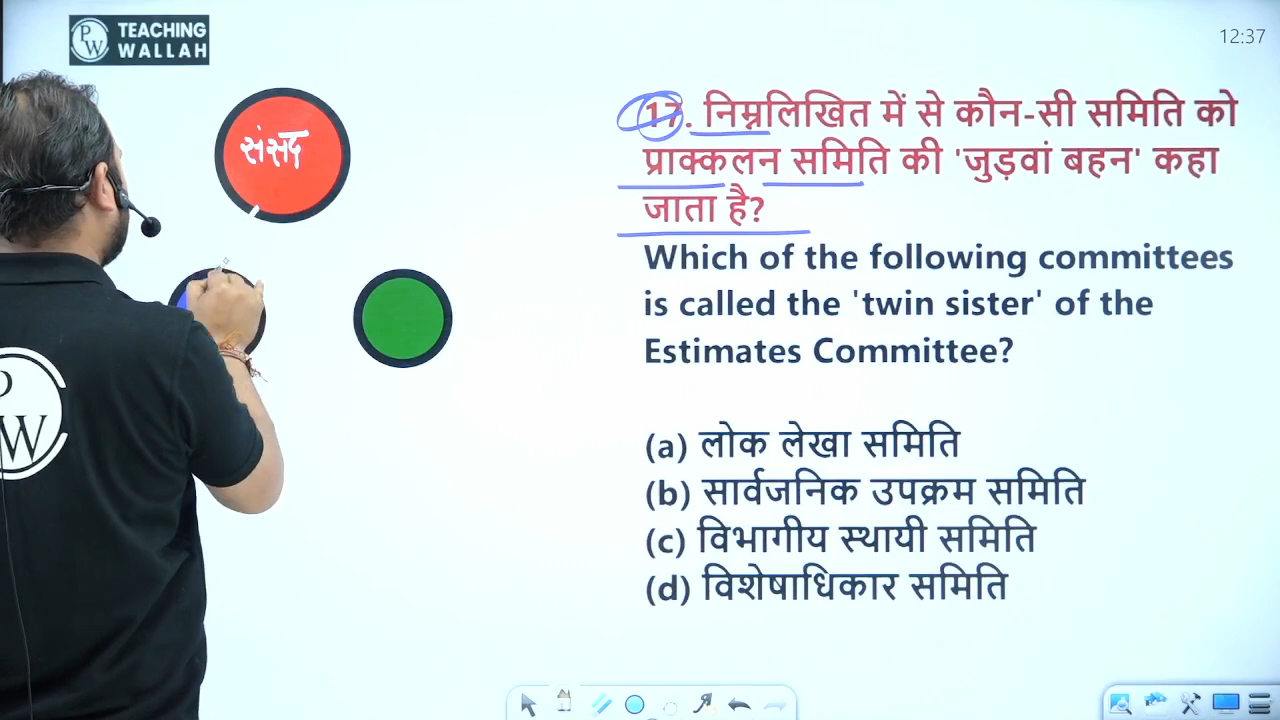 PW TEACHING
WALLAH
12:37
संसद
17. निम्नलिखित में से कौन-सी समिति को
प्राक्कलन समिति की 'जुड़वां बहन' कहा
जाता है?
Which of the following committees
is called the 'twin sister' of the
Estimates Committee?
(a) लोक लेखा समिति
(b) सार्वजनिक उपक्रम समिति
(c) विभागीय स्थायी समिति
(d) विशेषाधिकार समिति
P
W